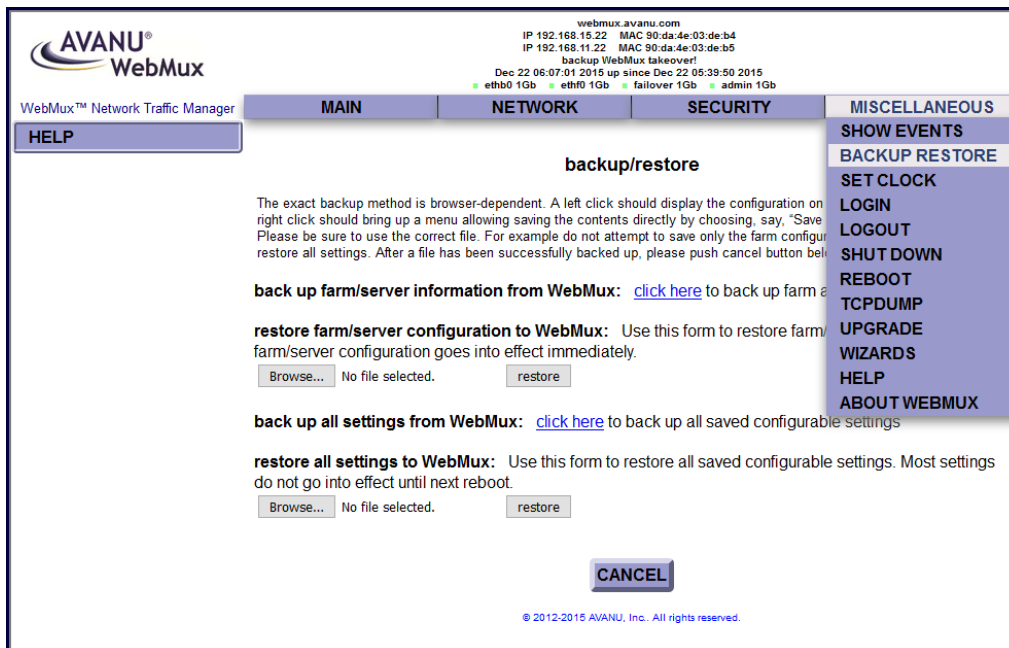 AVANU®
WebMux
webmux.avanu.com
IP 192.168.15.22 MAC 90:da:4e:03:de:b4
IP 192.168.11.22 MAC 90:da:4e:03:de:b5
backup WebMux takeover!
Dec 22 06:07:01 2015 up since Dec 22 05:39:50 2015
ethb0 1Gb ethf0 1Gb failover 1Gb admin 1Gb
WebMux™ Network Traffic Manager
MAIN NETWORK SECURITY MISCELLANEOUS
HELP
SHOW EVENTS
BACKUP RESTORE
SET CLOCK
LOGIN
LOGOUT
SHUT DOWN
REBOOT
TCPDUMP
UPGRADE
WIZARDS
HELP
ABOUT WEBMUX
backup/restore
The exact backup method is browser-dependent. A left click should display the configuration on
right click should bring up a menu allowing saving the contents directly by choosing, say, “Save
Please be sure to use the correct file. For example do not attempt to save only the farm configur
restore all settings. After a file has been successfully backed up, please push cancel button bel
back up farm/server information from WebMux: click here to back up farm a
restore farm/server configuration to WebMux: Use this form to restore farm/
farm/server configuration goes into effect immediately.
Browse... No file selected. restore
back up all settings from WebMux: click here to back up all saved configurable settings
restore all settings to WebMux: Use this form to restore all saved configurable settings. Most settings
do not go into effect until next reboot.
Browse... No file selected. restore
CANCEL
© 2012-2015 AVANU, Inc.. All rights reserved.